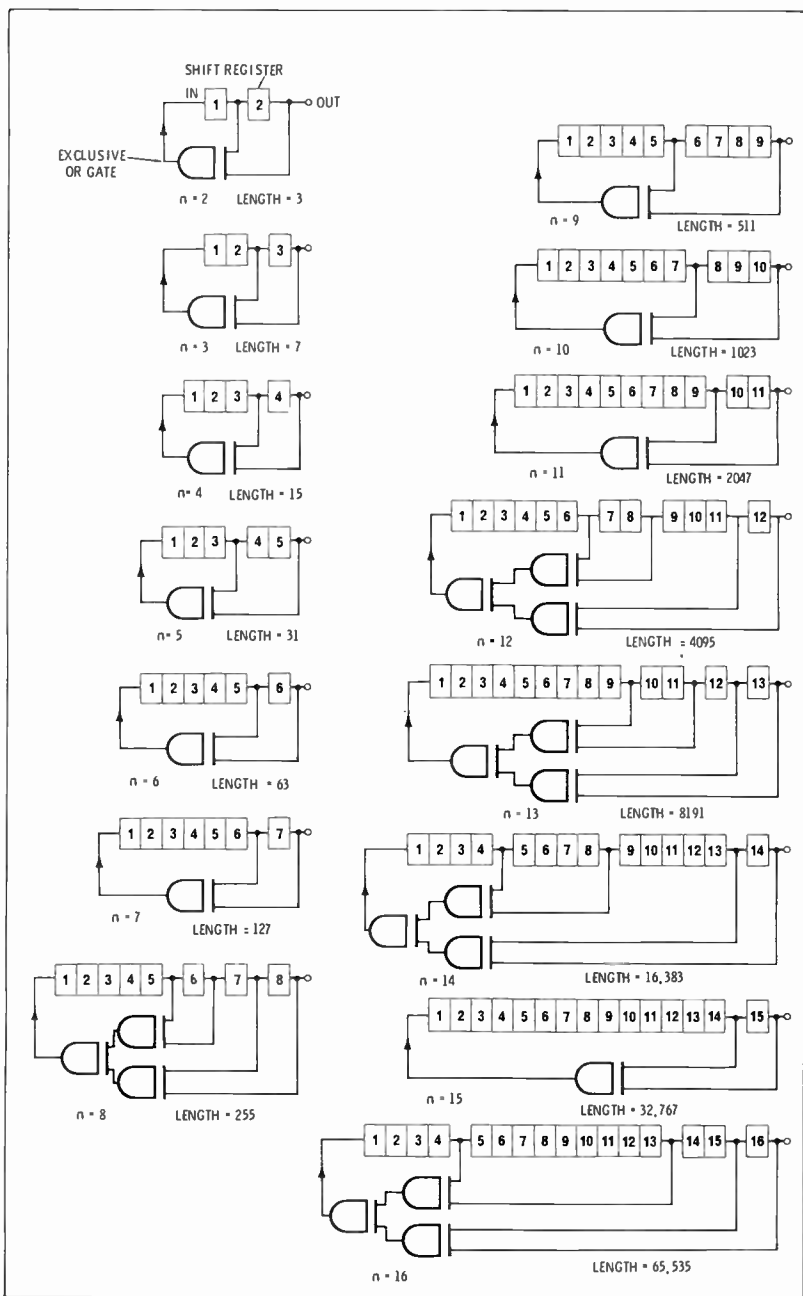 SHIFT REGISTER
IN 1 2 OUT
EXCLUSIVE
OR GATE
n = 2 LENGTH = 3
1 2 3
n = 3 LENGTH = 7
1 2 3 4
n = 4 LENGTH = 15
1 2 3 4 5
n = 5 LENGTH = 31
1 2 3 4 5 6
n = 6 LENGTH = 63
1 2 3 4 5 6 7
n = 7 LENGTH = 127
1 2 3 4 5 6 7 8
n = 8 LENGTH = 255
1 2 3 4 5 6 7 8 9
n = 9 LENGTH = 511
1 2 3 4 5 6 7 8 9 10
n = 10 LENGTH = 1023
1 2 3 4 5 6 7 8 9 10 11
n = 11 LENGTH = 2047
1 2 3 4 5 6 7 8 9 10 11 12
n = 12 LENGTH = 4095
1 2 3 4 5 6 7 8 9 10 11 12 13
n = 13 LENGTH = 8191
1 2 3 4 5 6 7 8 9 10 11 12 13 14
n = 14 LENGTH = 16,383
1 2 3 4 5 6 7 8 9 10 11 12 13 14 15
n = 15 LENGTH = 32,767
1 2 3 4 5 6 7 8 9 10 11 12 13 14 15 16
n = 16 LENGTH = 65,535